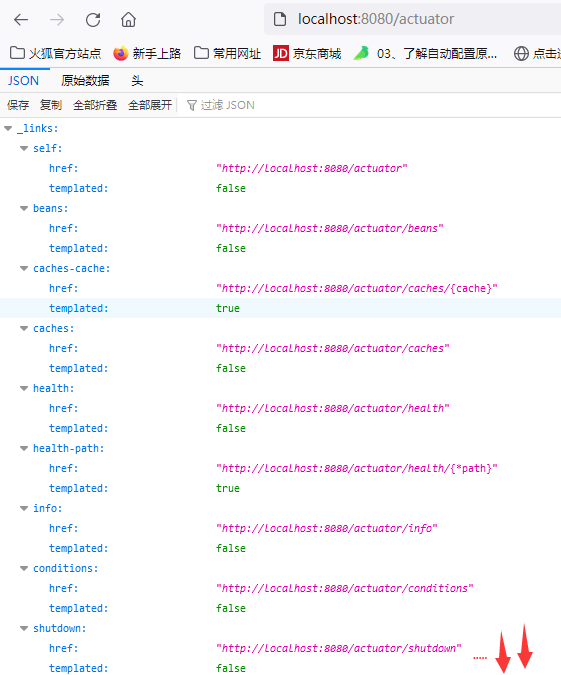 localhost:8080/actuator
火狐官方站点 新手上路 常用网址 JD 京东商城 03、了解自动配置原... 点击
JSON 原始数据 头
保存 复制 全部折叠 全部展开 过滤 JSON
_links:
self:
href: "http://localhost:8080/actuator"
templated: false
beans:
href: "http://localhost:8080/actuator/beans"
templated: false
caches-cache:
href: "http://localhost:8080/actuator/caches/{cache}"
templated: true
caches:
href: "http://localhost:8080/actuator/caches"
templated: false
health:
href: "http://localhost:8080/actuator/health"
templated: false
health-path:
href: "http://localhost:8080/actuator/health/{*path}"
templated: true
info:
href: "http://localhost:8080/actuator/info"
templated: false
conditions:
href: "http://localhost:8080/actuator/conditions"
templated: false
shutdown:
href: "http://localhost:8080/actuator/shutdown" .....
templated: false